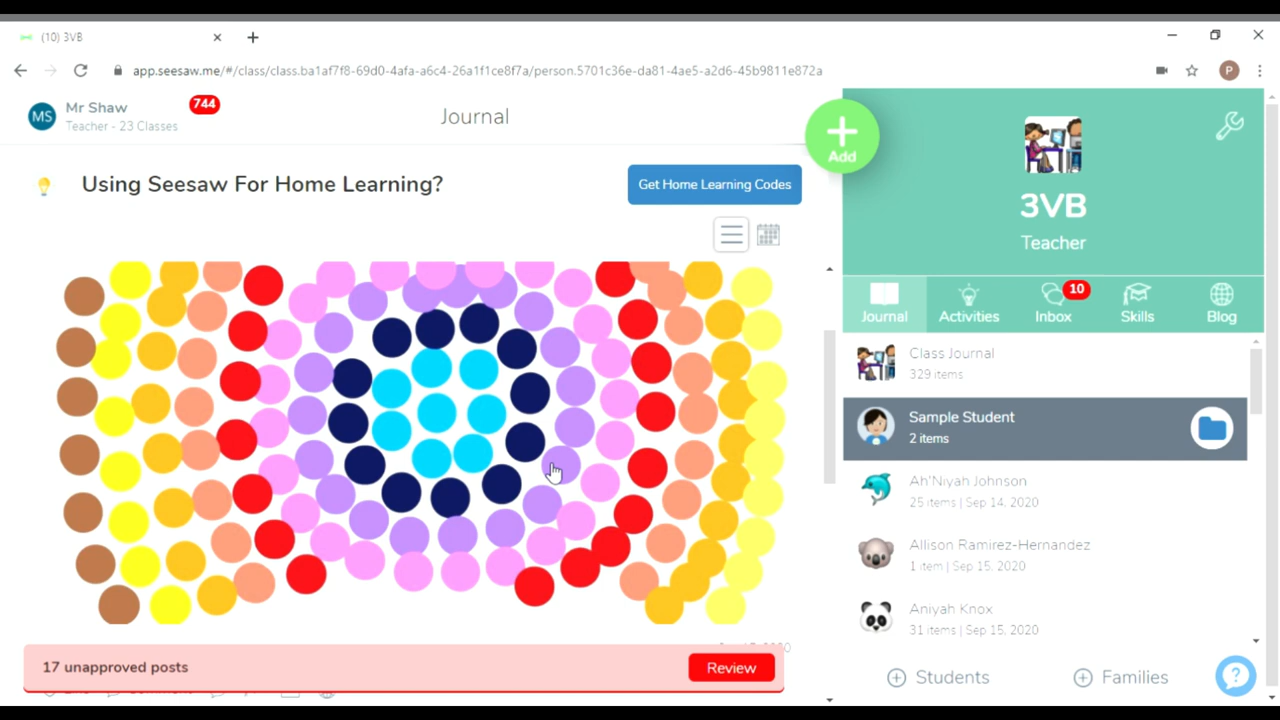 (10) 3VB
app.seesaw.me/#/class/class.ba1af7f8-69d0-4afa-a6c4-26a1f1ce8f7a/person.5701c36e-da81-4ae5-a2d6-45b9811e872a
P
MS
Mr Shaw
744
Teacher - 23 Classes
Journal
Add
Using Seesaw For Home Learning?
Get Home Learning Codes
3VB
Teacher
Journal
Activities
Inbox
10
Skills
Blog
Class Journal
329 items
Sample Student
2 items
Ah'Niyah Johnson
25 items | Sep 14, 2020
Allison Ramirez-Hernandez
1 item | Sep 15, 2020
Aniyah Knox
31 items | Sep 15, 2020
17 unapproved posts
Review
Students
Families
?